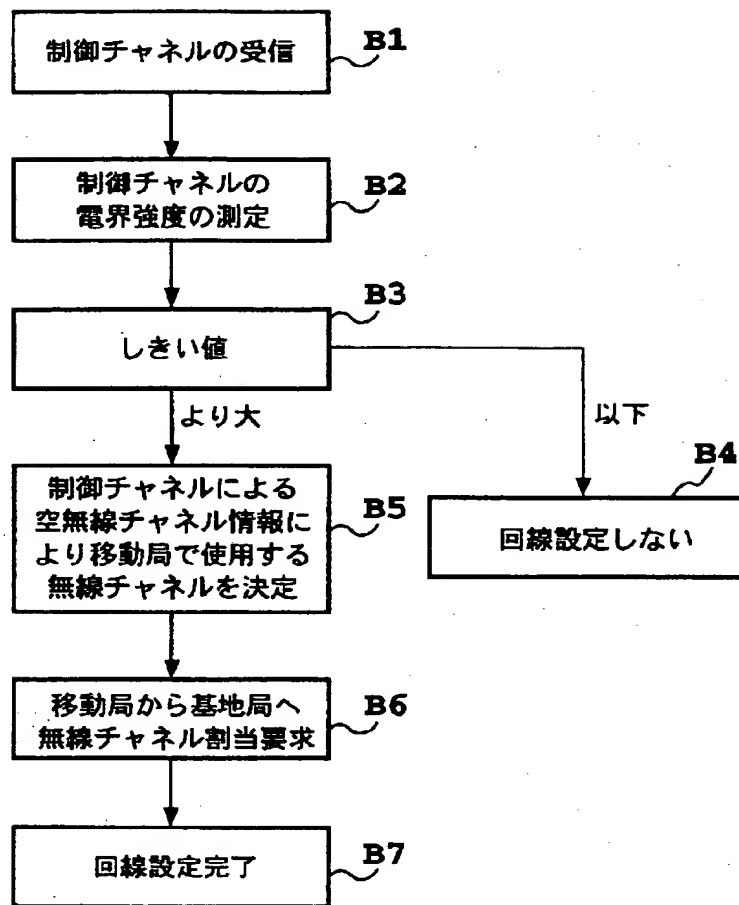 制御チャネルの受信
B1
制御チャネルの
電界強度の測定
B2
しきい値
B3
より大
以下
B4
回線設定しない
制御チャネルによる
空無線チャネル情報に
より移動局で使用する
無線チャネルを決定
B5
移動局から基地局へ
無線チャネル割当要求
B6
回線設定完了
B7